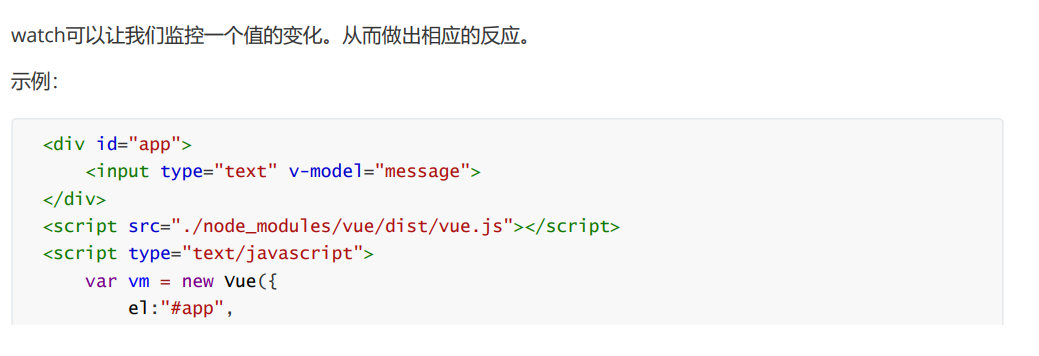 watch可以让我们监控一个值的变化。从而做出相应的反应。
示例：
<div id="app">
    <input type="text" v-model="message">
</div>
<script src="./node_modules/vue/dist/vue.js"></script>
<script type="text/javascript">
    var vm = new Vue({
        el:"#app",